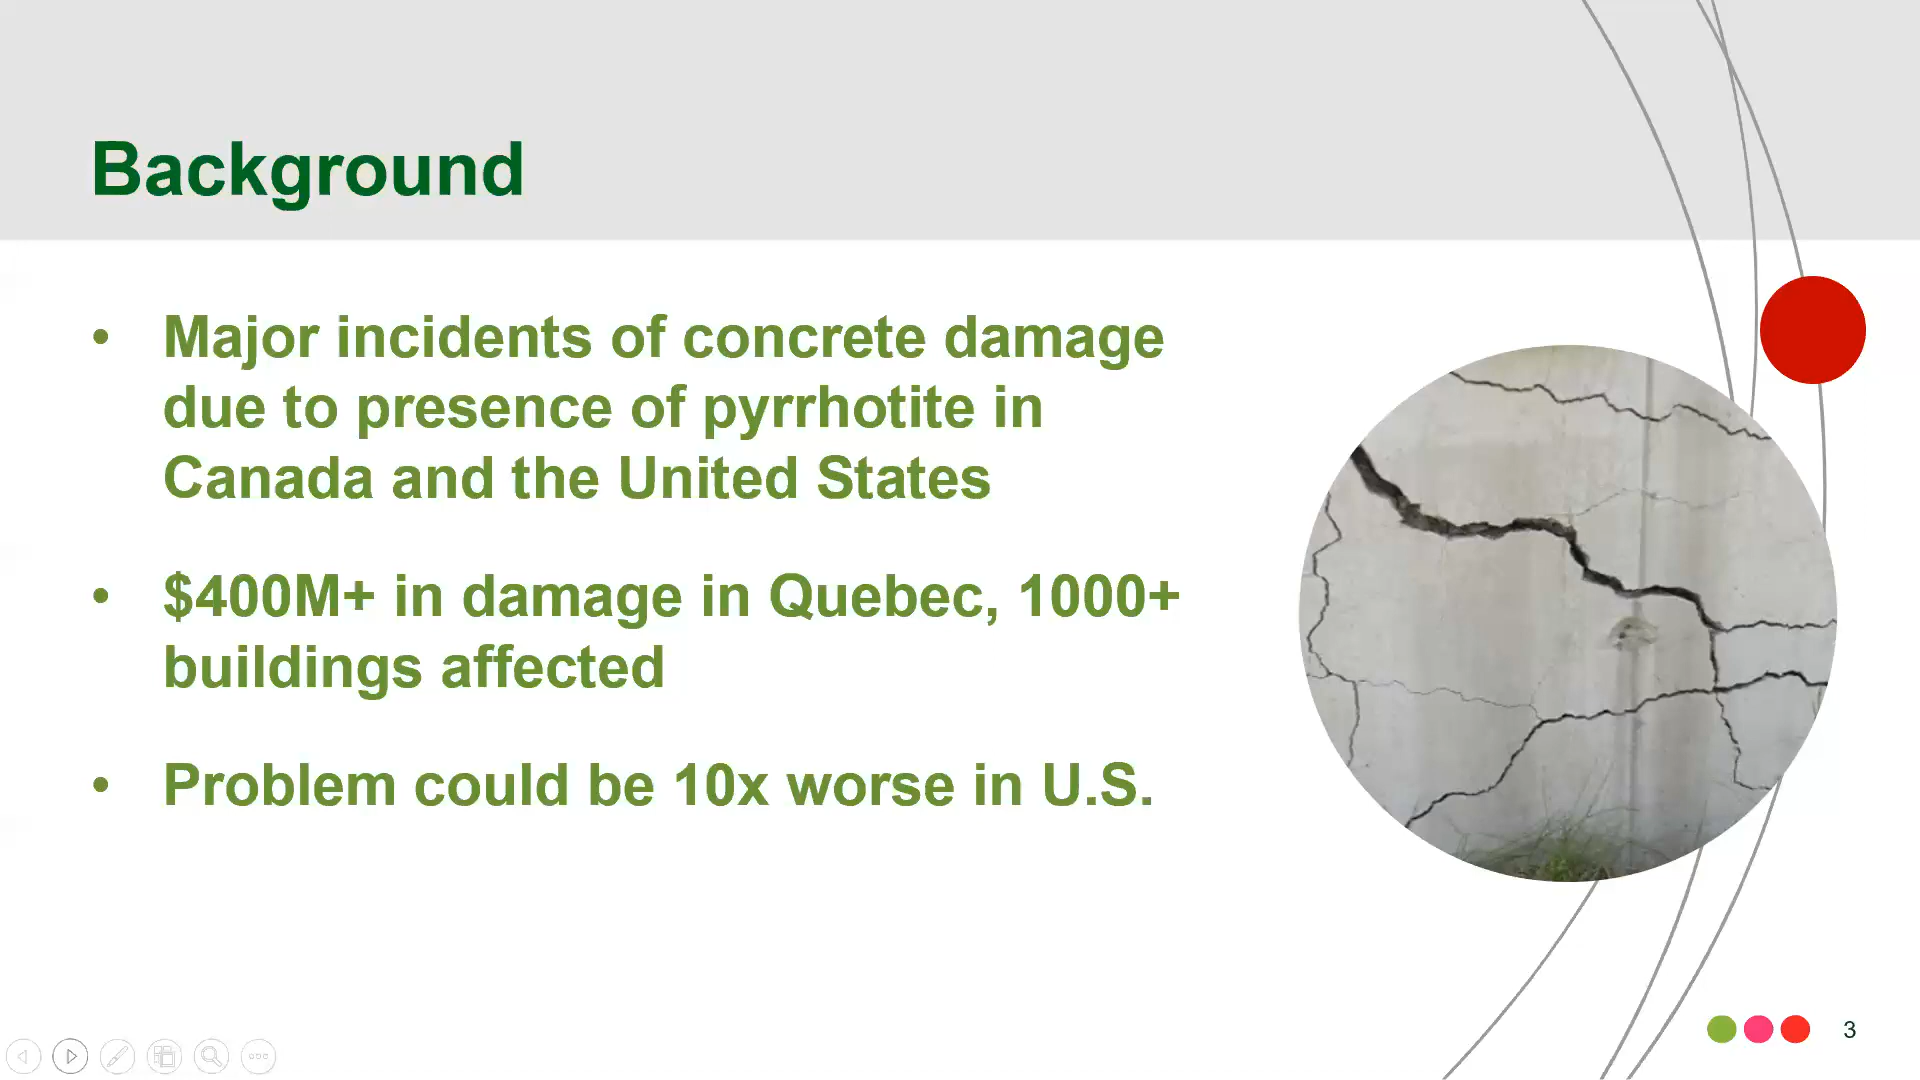 Background
• Major incidents of concrete damage
due to presence of pyrrhotite in
Canada and the United States
• $400M+ in damage in Quebec, 1000+
buildings affected
• Problem could be 10x worse in U.S.
3